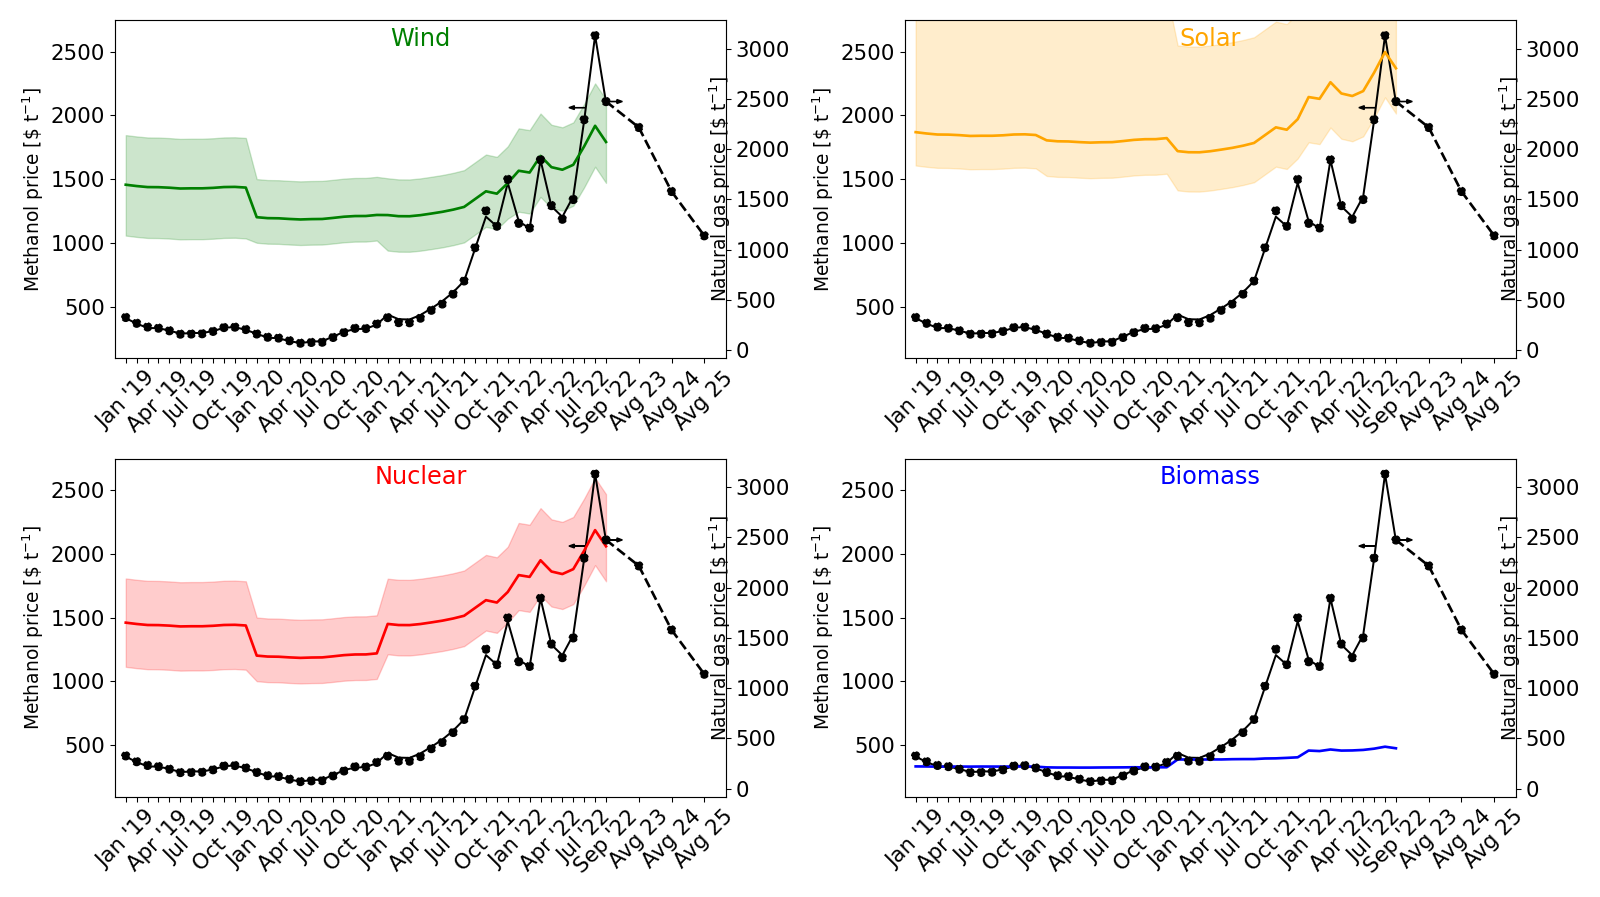 Wind
Methanol price [$ t⁻¹]
2500
2000
1500
1000
500
3000
2500
2000
1500
1000
500
0
Natural gas price [$ t⁻¹]
Jan '19
Apr '19
Jul '19
Oct '19
Jan '20
Apr '20
Jul '20
Oct '20
Jan '21
Apr '21
Jul '21
Oct '21
Jan '22
Apr '22
Jul '22
Sep '22
Avg 23
Avg 24
Avg 25
Solar
Methanol price [$ t⁻¹]
2500
2000
1500
1000
500
3000
2500
2000
1500
1000
500
0
Natural gas price [$ t⁻¹]
Jan '19
Apr '19
Jul '19
Oct '19
Jan '20
Apr '20
Jul '20
Oct '20
Jan '21
Apr '21
Jul '21
Oct '21
Jan '22
Apr '22
Jul '22
Sep '22
Avg 23
Avg 24
Avg 25
Nuclear
Methanol price [$ t⁻¹]
2500
2000
1500
1000
500
3000
2500
2000
1500
1000
500
0
Natural gas price [$ t⁻¹]
Jan '19
Apr '19
Jul '19
Oct '19
Jan '20
Apr '20
Jul '20
Oct '20
Jan '21
Apr '21
Jul '21
Oct '21
Jan '22
Apr '22
Jul '22
Sep '22
Avg 23
Avg 24
Avg 25
Biomass
Methanol price [$ t⁻¹]
2500
2000
1500
1000
500
3000
2500
2000
1500
1000
500
0
Natural gas price [$ t⁻¹]
Jan '19
Apr '19
Jul '19
Oct '19
Jan '20
Apr '20
Jul '20
Oct '20
Jan '21
Apr '21
Jul '21
Oct '21
Jan '22
Apr '22
Jul '22
Sep '22
Avg 23
Avg 24
Avg 25